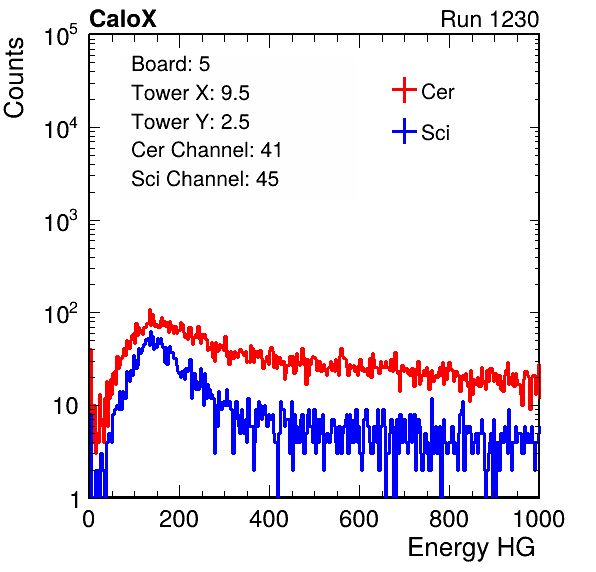 CaloX Run 1230
Counts
10^5
10^4
10^3
10^2
10
1
Board: 5
Tower X: 9.5
Tower Y: 2.5
Cer Channel: 41
Sci Channel: 45
Cer
Sci
0 200 400 600 800 1000
Energy HG